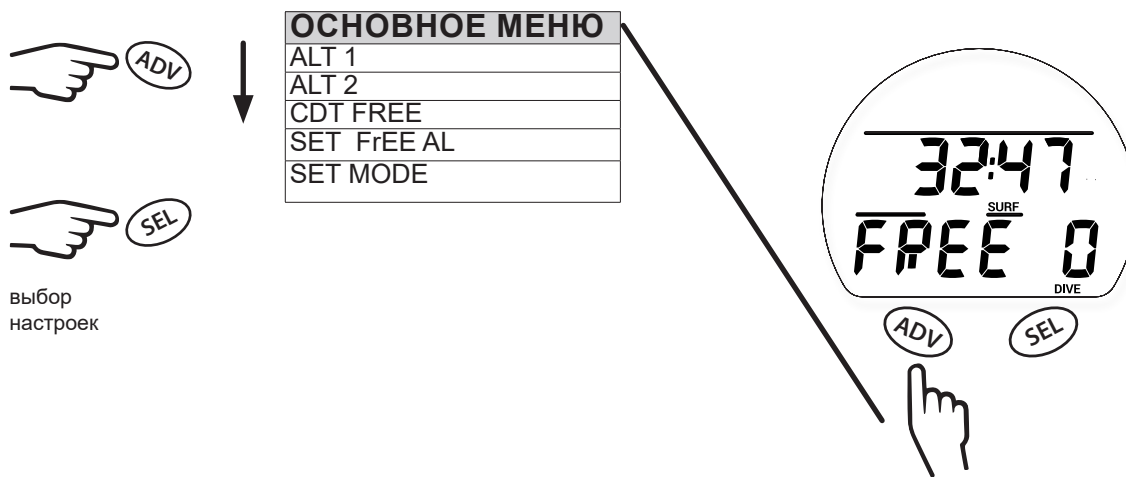 ADV
ОСНОВНОЕ МЕНЮ
ALT 1
ALT 2
CDT FREE
SET FrEE AL
SET MODE
SEL
выбор
настроек
32:47
SURF
FREE 0
DIVE
ADV
SEL